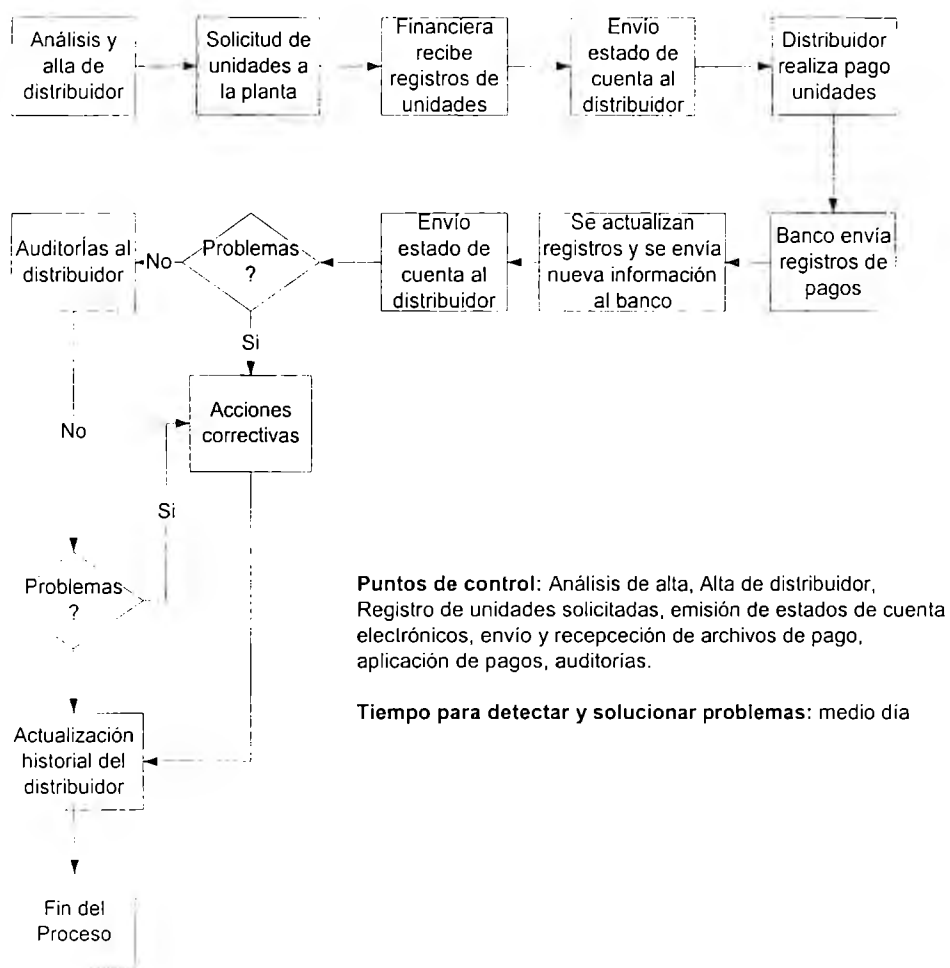 Análisis y
alla de
distribuidor
Solicitud de
unidades a
la planta
Financiera
recibe
registros de
unidades
Envío
estado de
cuenta al
distribuidor
Distribuidor
realiza pago
unidades
Auditorías al
distribuidor
No
Problemas
?
Envío
estado de
cuenta al
distribuidor
Se actualizan
registros y se envía
nueva información
al banco
Banco envía
registros de
pagos
Si
Acciones
correctivas
No
Si
Problemas
?
Puntos de control: Análisis de alta, Alta de distribuidor,
Registro de unidades solicitadas, emisión de estados de cuenta
electrónicos, envío y recepceción de archivos de pago,
aplicación de pagos, auditorias.
Tiempo para detectar y solucionar problemas: medio día
Actualización
historial del
distribuidor
Fin del
Proceso